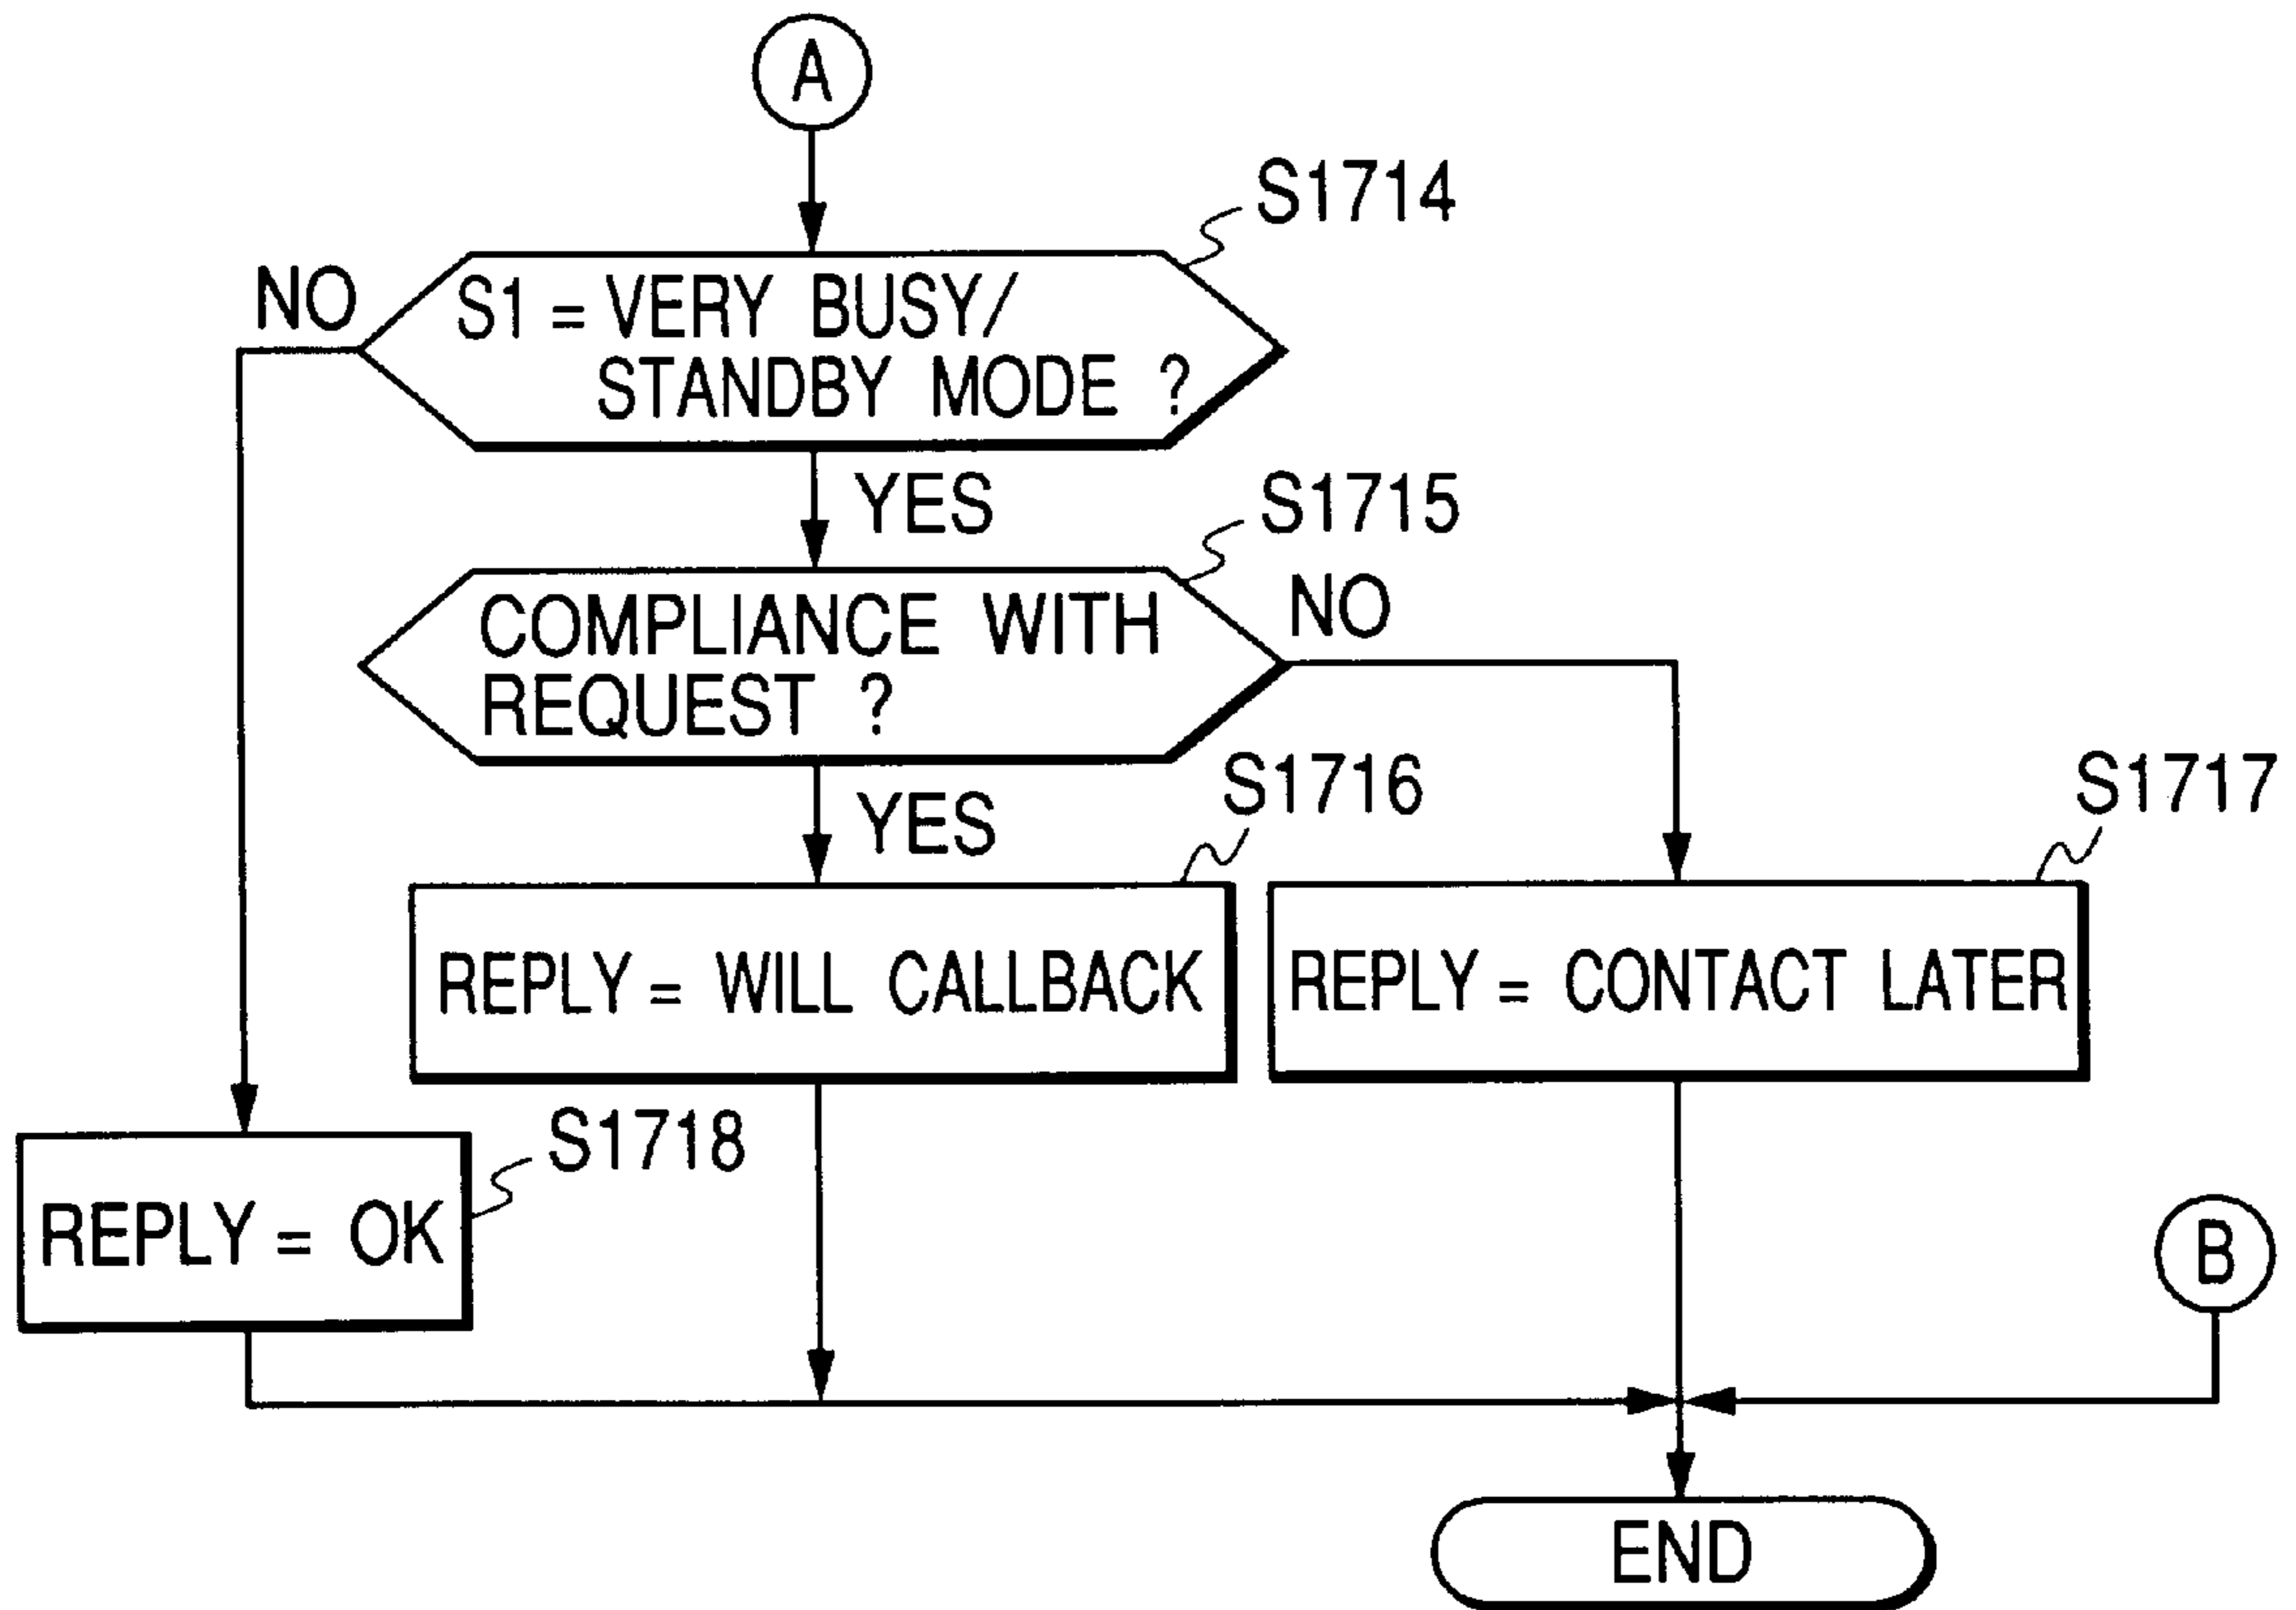 A
S1714
NO
S1 = VERY BUSY/
STANDBY MODE ?
YES
S1715
COMPLIANCE WITH
REQUEST ?
NO
YES
S1716
S1717
REPLY = WILL CALLBACK
REPLY = CONTACT LATER
S1718
REPLY = OK
B
END